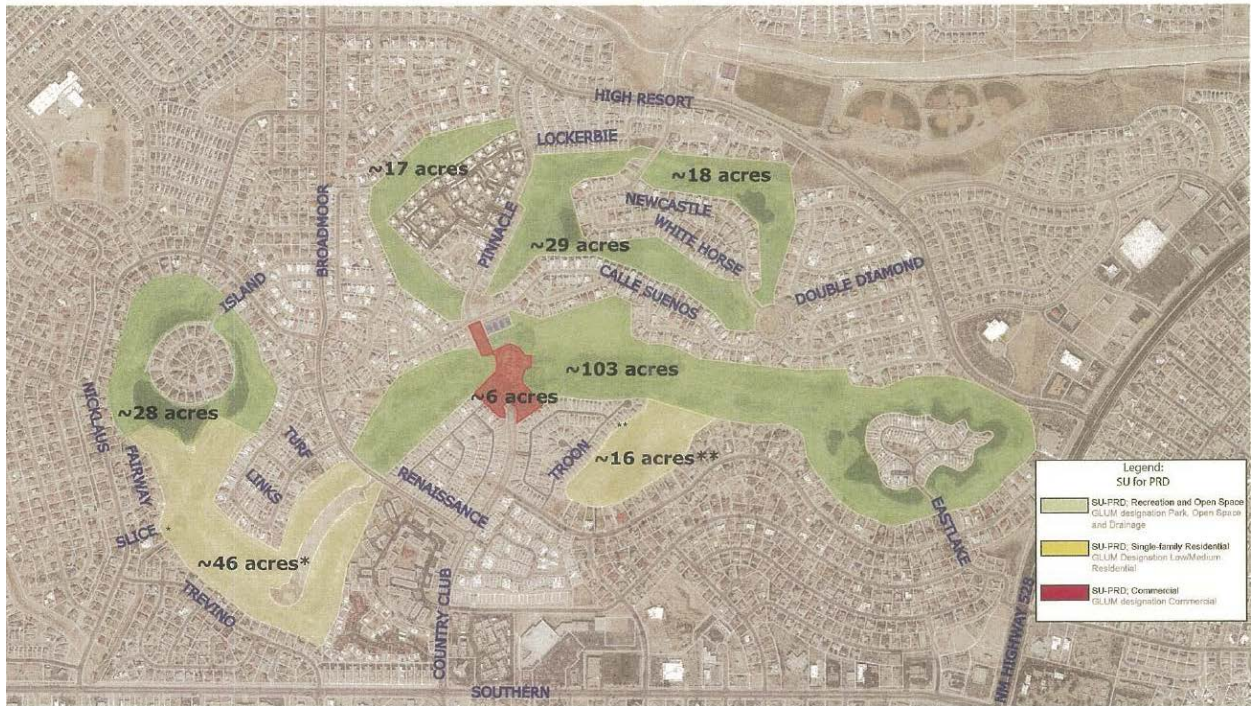 HIGH RESORT
LOCKERBIE
~17 acres
~18 acres
BROADMOOR
NEWCASTLE
PINNACLE
WHITE HORSE
~29 acres
CALLE SUENOS
DOUBLE DIAMOND
ISLAND
~103 acres
~6 acres
NICKLAUS
~28 acres
**
TURF
TROON
FAIRWAY
~16 acres**
LINKS
RENAISSANCE
SLICE *
EASTLAKE
~46 acres*
TREVINO
COUNTRY CLUB
NM HIGHWAY 528
SOUTHERN
Legend:
SU for PRD
SU-PRD; Recreation and Open Space
GLUM designation Park, Open Space
and Drainage
SU-PRD; Single-family Residential
GLUM Designation Low/Medium
Residential
SU-PRD; Commercial
GLUM designation Commercial